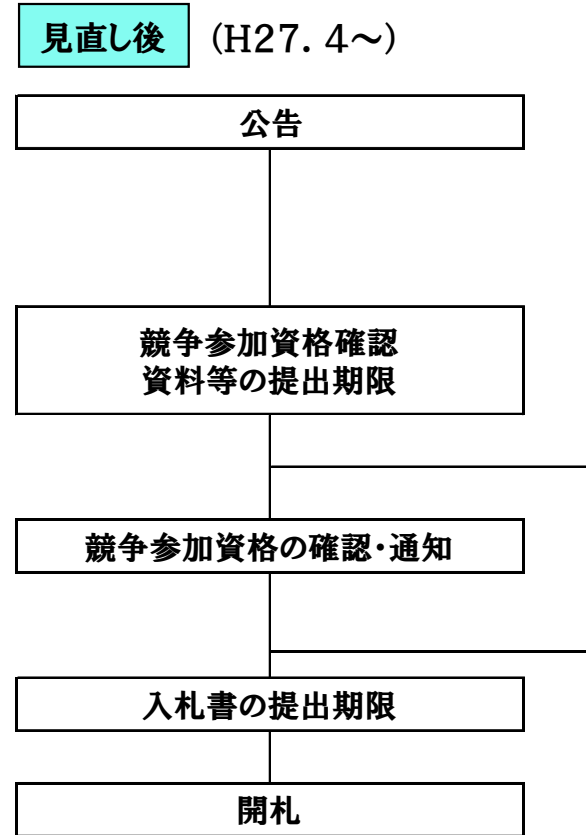 見直し後 (H27.4～)
公告
競争参加資格確認
資料等の提出期限
競争参加資格の確認・通知
入札書の提出期限
開札